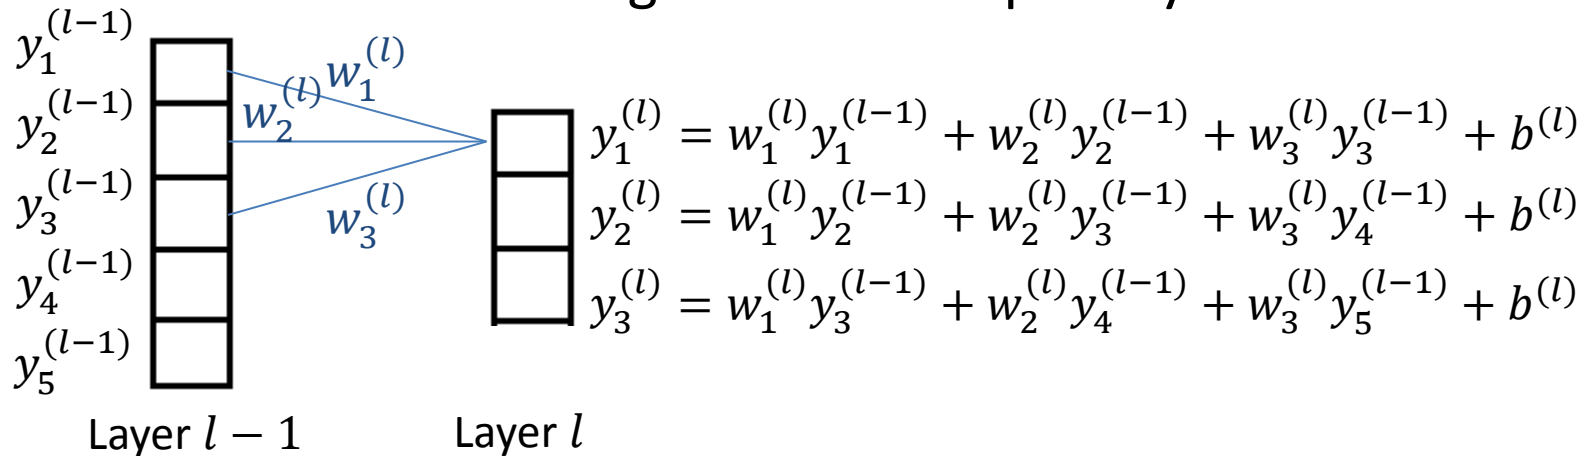 y_1^{(l-1)}
y_2^{(l-1)}
y_3^{(l-1)}
y_4^{(l-1)}
y_5^{(l-1)}
w_1^{(l)}
w_2^{(l)}
w_3^{(l)}
y_1^{(l)} = w_1^{(l)} y_1^{(l-1)} + w_2^{(l)} y_2^{(l-1)} + w_3^{(l)} y_3^{(l-1)} + b^{(l)}
y_2^{(l)} = w_1^{(l)} y_2^{(l-1)} + w_2^{(l)} y_3^{(l-1)} + w_3^{(l)} y_4^{(l-1)} + b^{(l)}
y_3^{(l)} = w_1^{(l)} y_3^{(l-1)} + w_2^{(l)} y_4^{(l-1)} + w_3^{(l)} y_5^{(l-1)} + b^{(l)}
Layer l − 1
Layer l